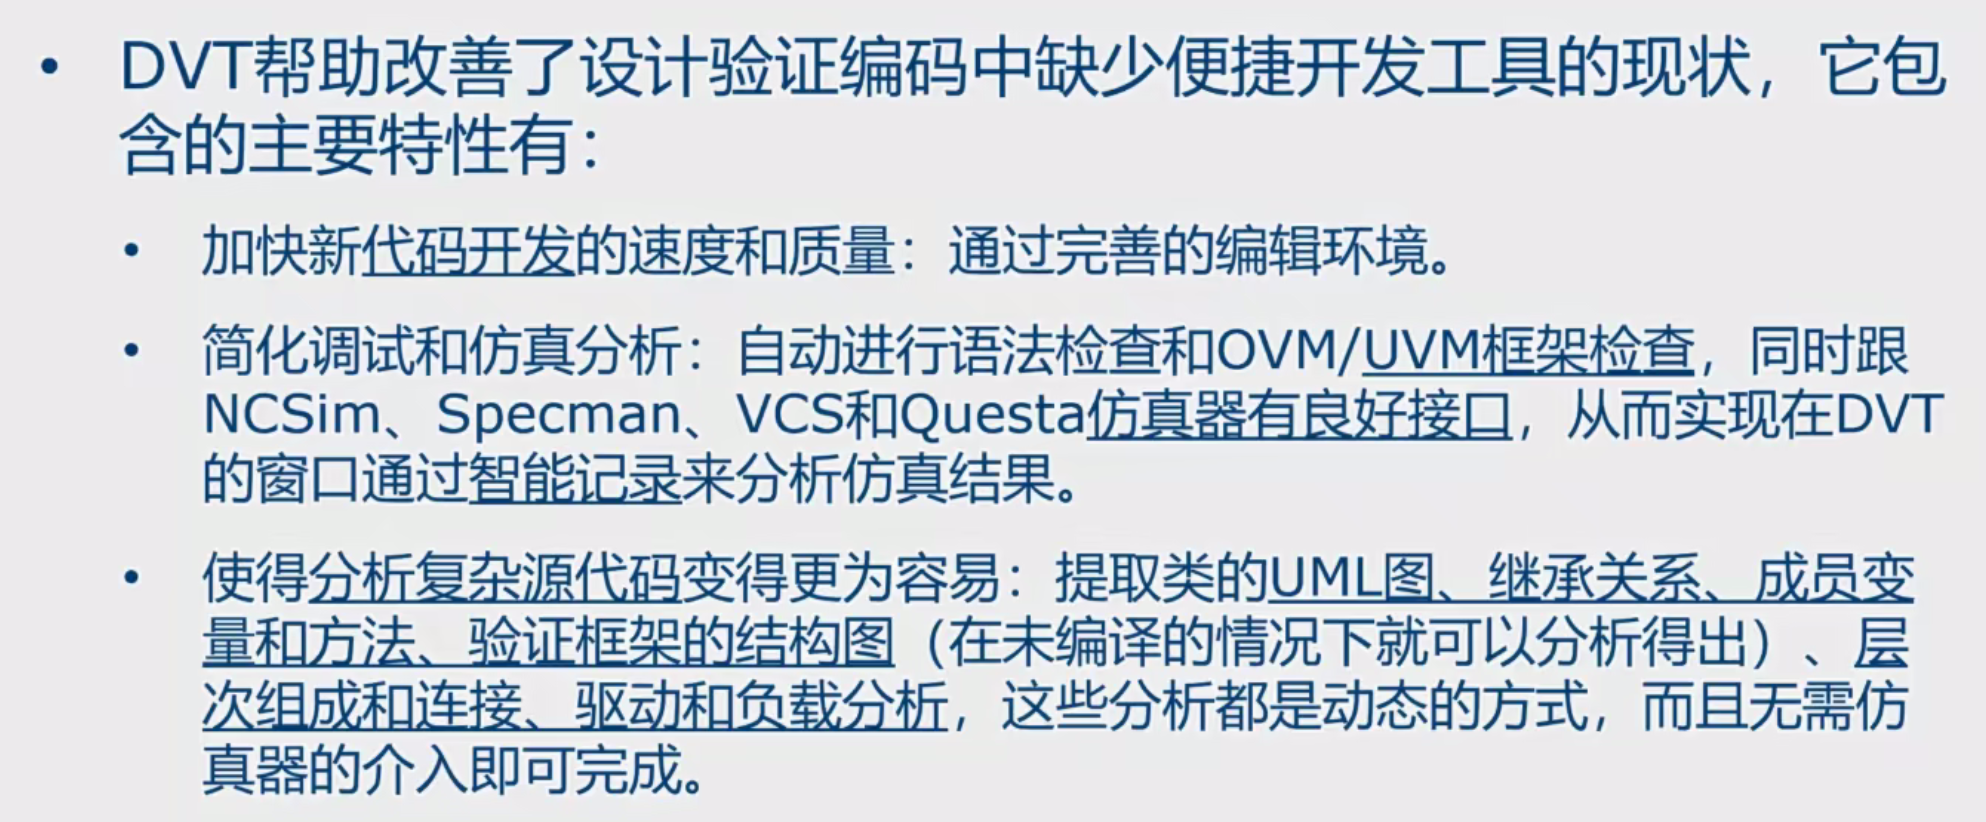 • DVT帮助改善了设计验证编码中缺少便捷开发工具的现状，它包
含的主要特性有：
• 加快新代码开发的速度和质量：通过完善的编辑环境。
• 简化调试和仿真分析：自动进行语法检查和OVM/UVM框架检查，同时跟
NCSim、Specman、VCS和Questa仿真器有良好接口，从而实现在DVT
的窗口通过智能记录来分析仿真结果。
• 使得分析复杂源代码变得更为容易：提取类的UML图、继承关系、成员变
量和方法、验证框架的结构图（在未编译的情况下就可以分析得出）、层
次组成和连接、驱动和负载分析，这些分析都是动态的方式，而且无需仿
真器的介入即可完成。